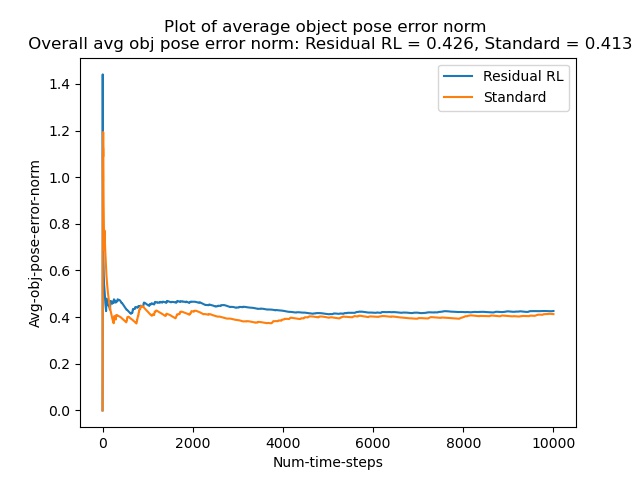 Plot of average object pose error norm
Overall avg obj pose error norm: Residual RL = 0.426, Standard = 0.413
Residual RL
Standard
Avg-obj-pose-error-norm
1.4
1.2
1.0
0.8
0.6
0.4
0.2
0.0
0 2000 4000 6000 8000 10000
Num-time-steps